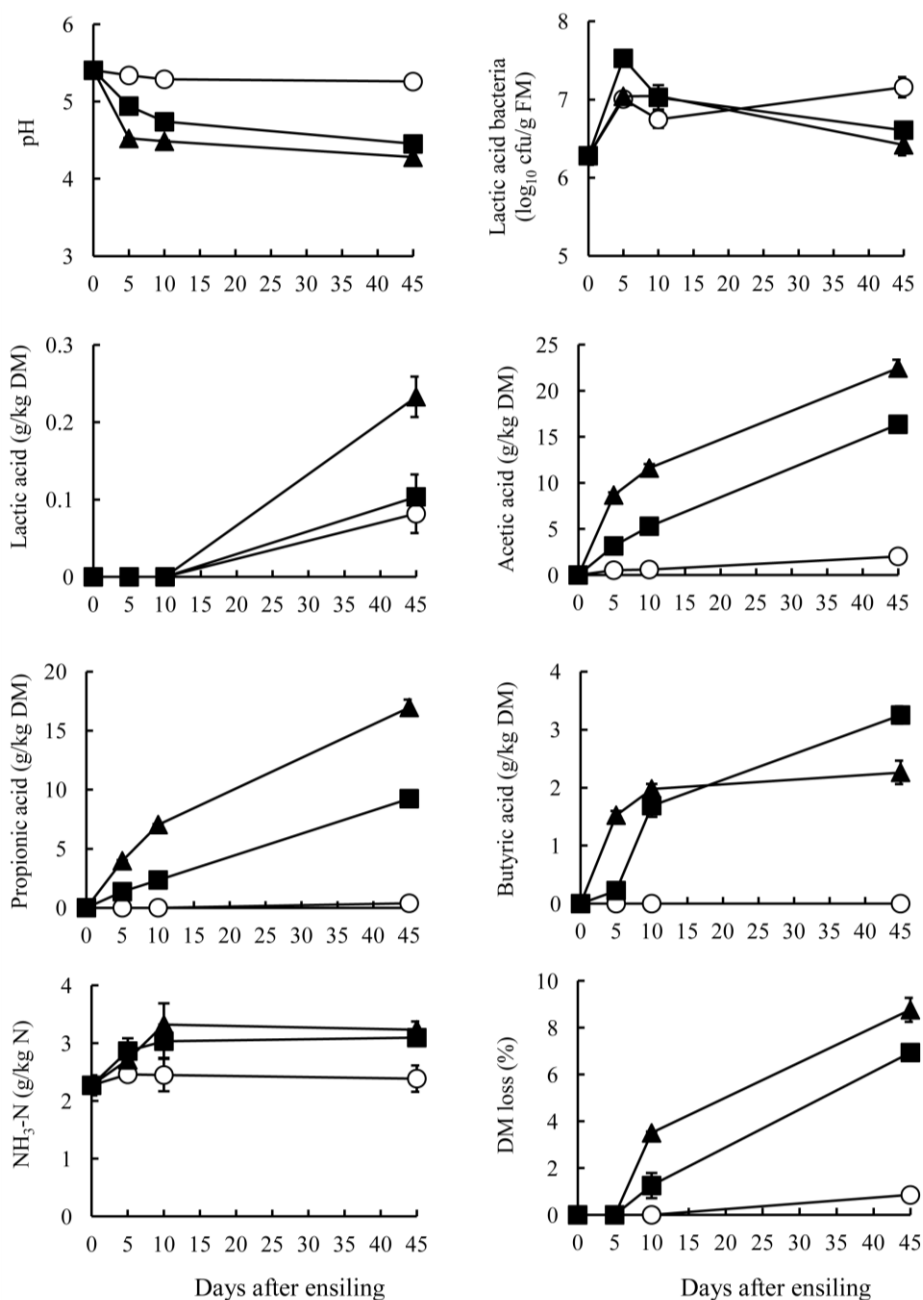 6
5
4
3
pH
0 5 10 15 20 25 30 35 40 45
8
7
6
5
Lactic acid bacteria
(log₁₀ cfu/g FM)
0 5 10 15 20 25 30 35 40 45
0.3
0.2
0.1
0
Lactic acid (g/kg DM)
0 5 10 15 20 25 30 35 40 45
25
20
15
10
5
0
Acetic acid (g/kg DM)
0 5 10 15 20 25 30 35 40 45
20
15
10
5
0
Propionic acid (g/kg DM)
0 5 10 15 20 25 30 35 40 45
4
3
2
1
0
Butyric acid (g/kg DM)
0 5 10 15 20 25 30 35 40 45
4
3
2
1
0
NH₃-N (g/kg N)
0 5 10 15 20 25 30 35 40 45
Days after ensiling
10
8
6
4
2
0
DM loss (%)
0 5 10 15 20 25 30 35 40 45
Days after ensiling